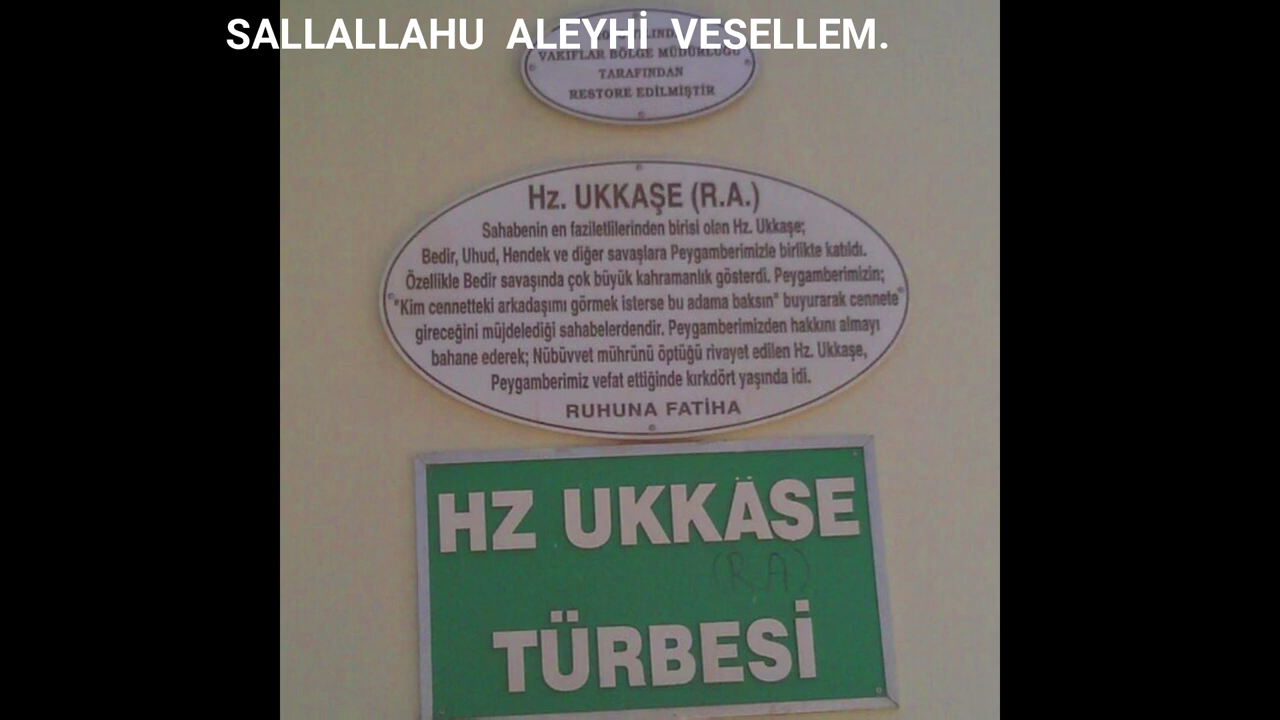 SALLALLAHU ALEYHİ VESELLEM.
VAKIFLAR BÖLGE MÜDÜRLÜĞÜ
TARAFINDAN
RESTORE EDİLMİŞTİR
Hz. UKKAŞE (R.A.)
Sahabenin en faziletlilerinden birisi olan Hz. Ukkaşe;
Bedir, Uhud, Hendek ve diğer savaşlara Peygamberimizle birlikte katıldı.
Özellikle Bedir savaşında çok büyük kahramanlık gösterdi. Peygamberimizin;
"Kim cennetteki arkadaşımı görmek isterse bu adama baksın" buyurarak cennete
gireceğini müjdelediği sahabelerdendir. Peygamberimizden hakkını almayı
bahane ederek; Nübüvvet mührünü öptüğü rivayet edilen Hz. Ukkaşe,
Peygamberimiz vefat ettiğinde kırkdört yaşında idi.
RUHUNA FATİHA
HZ UKKÄŞE
(RA)
TÜRBESİ